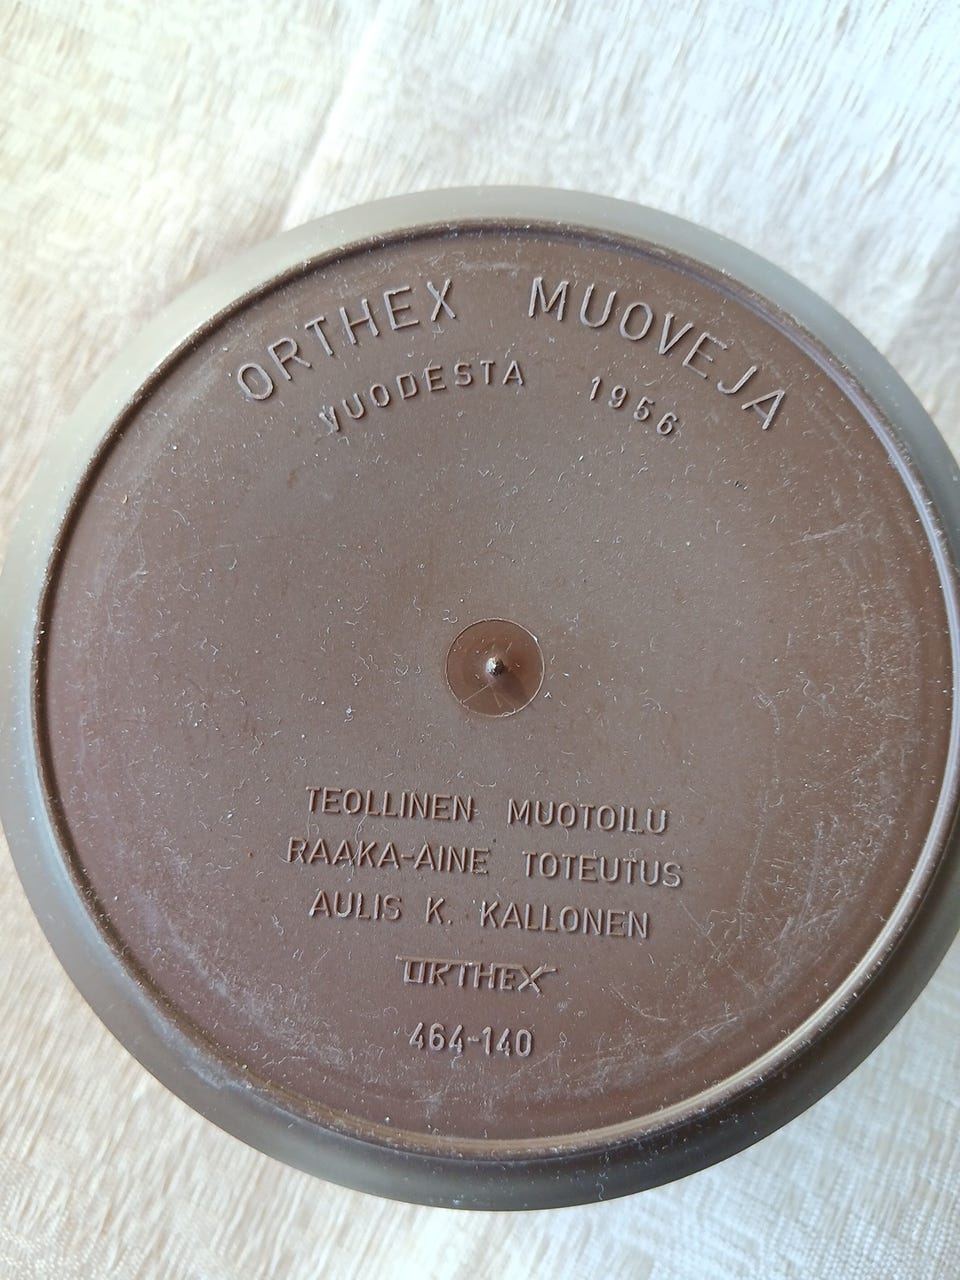 ORTHEX MUOVEJA
VUODESTA 1956
TEOLLINEN MUOTOILU
RAAKA-AINE TOTEUTUS
AULIS K. KALLONEN
ORTHEX
464-140